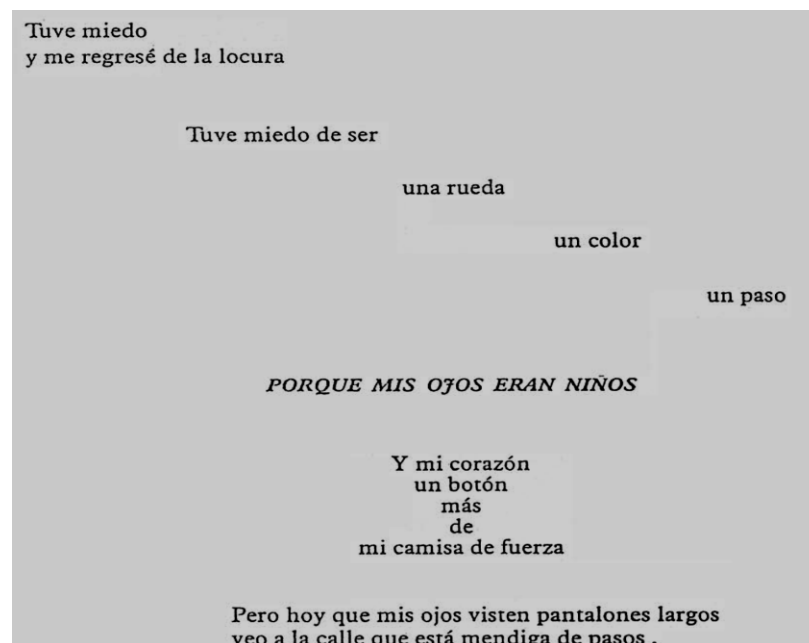 Tuve miedo
y me regresé de la locura
Tuve miedo de ser
una rueda
un color
un paso
PORQUE MIS OJOS ERAN NIÑOS
Y mi corazón
un botón
más
de
mi camisa de fuerza
Pero hoy que mis ojos visten pantalones largos
veo a la calle que está mendiga de pasos .